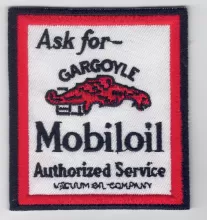 Ask for-
GARGOYLE
Mobiloil
Authorized Service
VACUUM OIL COMPANY